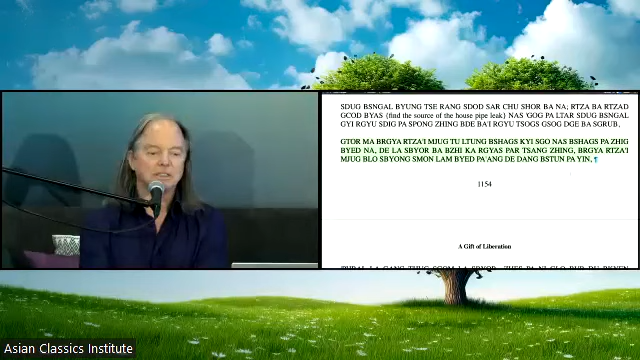 SDUG BSNGAL BYUNG TSE RANG SDOD SAR CHU SHOR BA NA; RTZA BA RTZAD
GCOD BYAS (find the source of the house pipe leak) NAS 'GOG PA LTAR SDUG BSNGAL
GYI RGYU SDIG PA SPONG ZHING BDE BA'I RGYU TSOGS GSOG DGE BA SGRUB,
GTOR MA BRGYA RTZA'I MJUG TU LTUNG BSHAGS KYI SGO NAS BSHAGS PA ZHIG
BYED NA, DE LA SBYOR BA BZHI KA RGYAS PAR TSANG ZHING, BRGYA RTZA'I
MJUG BLO SBYONG SMON LAM BYED PA'ANG DE DANG BSTUN PA YIN, ¶
1154
A Gift of Liberation
Asian Classics Institute